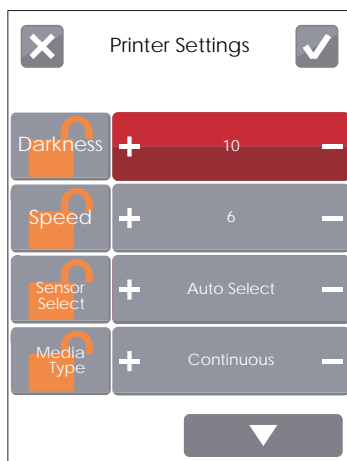 Printer Settings
Darkness
+ 10 −
Speed
+ 6 −
Sensor
Select
+ Auto Select −
Media
Type
+ Continuous −